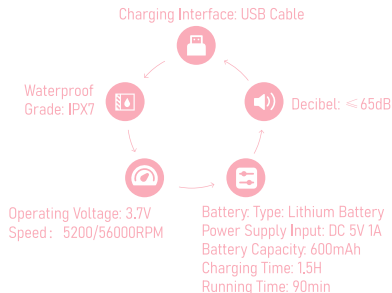 Charging Interface: USB Cable
Waterproof
Grade: IPX7
Decibel: ≤65dB
Operating Voltage: 3.7V
Speed： 5200/56000RPM
Battery: Type: Lithium Battery
Power Supply Input: DC 5V 1A
Battery Capacity: 600mAh
Charging Time: 1.5H
Running Time: 90min